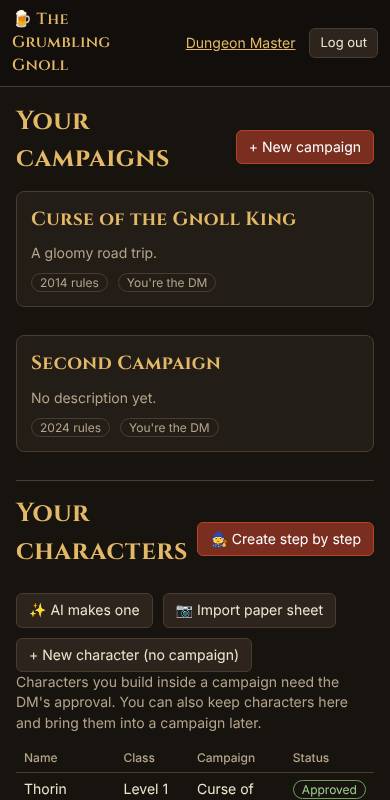 🍺 The
Grumbling
Gnoll
Dungeon Master
Log out
Your
campaigns
+ New campaign
Curse of the Gnoll King
A gloomy road trip.
2014 rules
You're the DM
Second Campaign
No description yet.
2024 rules
You're the DM
Your
characters
🧙 Create step by step
✨ AI makes one
📷 Import paper sheet
+ New character (no campaign)
Characters you build inside a campaign need the
DM's approval. You can also keep characters here
and bring them into a campaign later.
Name Class Campaign Status
Thorin Level 1 Curse of Approved